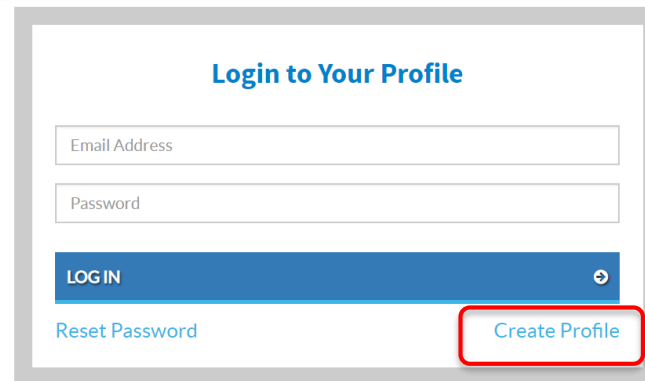 Login to Your Profile
Email Address
Password
LOG IN
Reset Password Create Profile